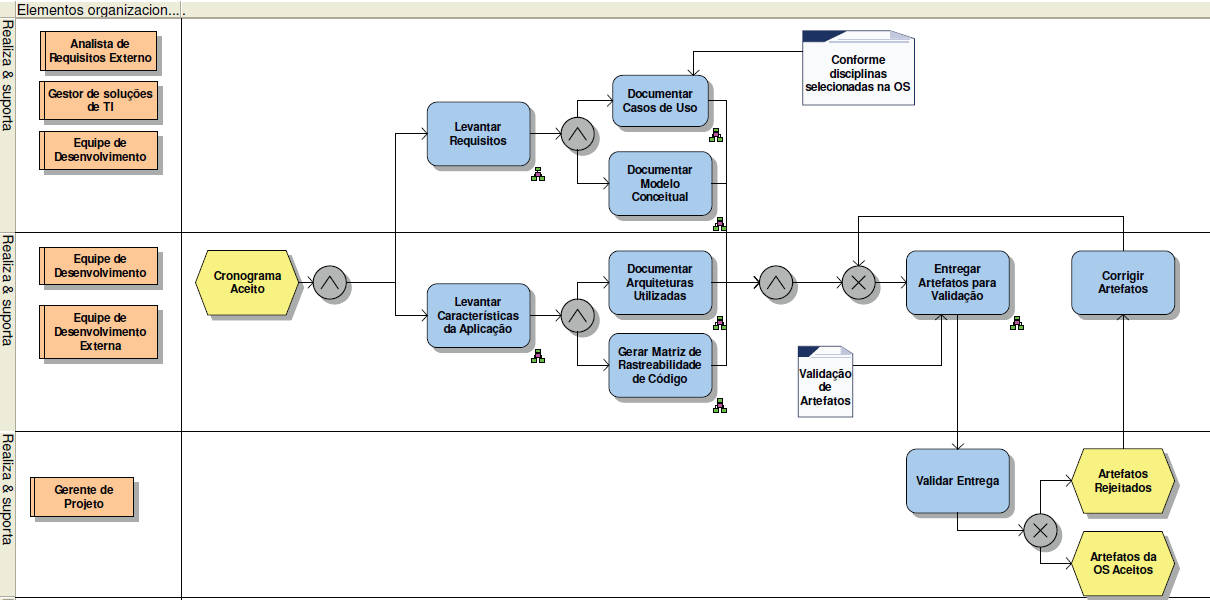 Elementos organizacion... .
Realiza & suporta
Analista de
Requisitos Externo
Gestor de soluções
de TI
Equipe de
Desenvolvimento
Levantar
Requisitos
Documentar
Casos de Uso
Documentar
Modelo
Conceitual
Conforme
disciplinas
selecionadas na OS
Realiza & suporta
Equipe de
Desenvolvimento
Equipe de
Desenvolvimento
Externa
Cronograma
Aceito
Levantar
Características
da Aplicação
Documentar
Arquiteturas
Utilizadas
Gerar Matriz de
Rastreabilidade
de Código
Validação
de
Artefatos
Entregar
Artefatos para
Validação
Corrigir
Artefatos
Realiza & suporta
Gerente de
Projeto
Validar Entrega
Artefatos
Rejeitados
Artefatos da
OS Aceitos